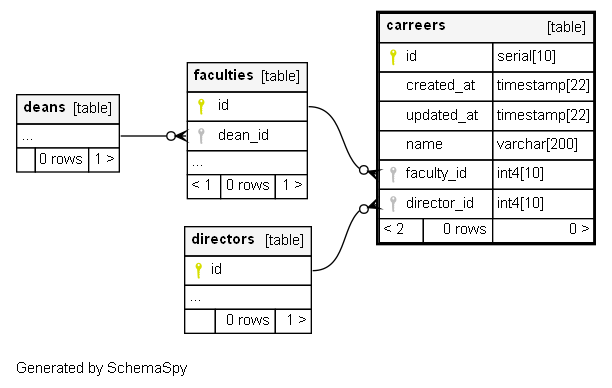 carreers [table]
id serial[10]
created_at timestamp[22]
updated_at timestamp[22]
name varchar[200]
faculty_id int4[10]
director_id int4[10]
< 2 0 rows 0 >
faculties [table]
id
dean_id
...
< 1 0 rows 1 >
deans [table]
...
0 rows 1 >
directors [table]
id
...
0 rows 1 >
Generated by SchemaSpy